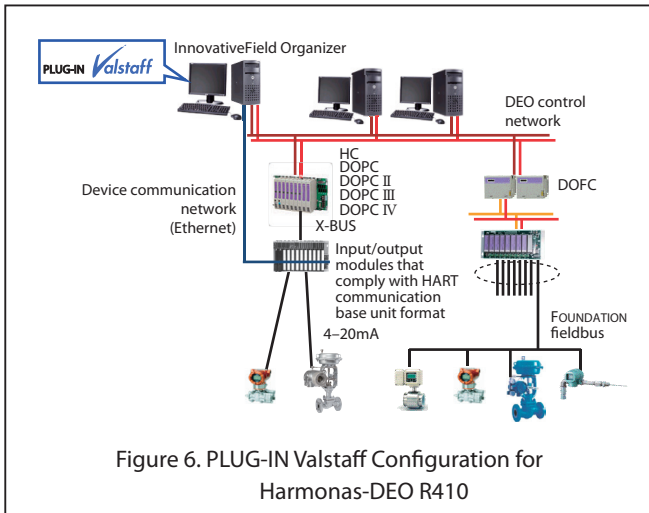 PLUG-IN Valstaff
InnovativeField Organizer
DEO control
network
HC
DOPC
DOPC II
DOPC III
DOPC IV
X-BUS
DOFC
Device communication
network
(Ethernet)
Input/output
modules that
comply with HART
communication
base unit format
4–20mA
FOUNDATION
fieldbus
Figure 6. PLUG-IN Valstaff Configuration for
Harmonas-DEO R410